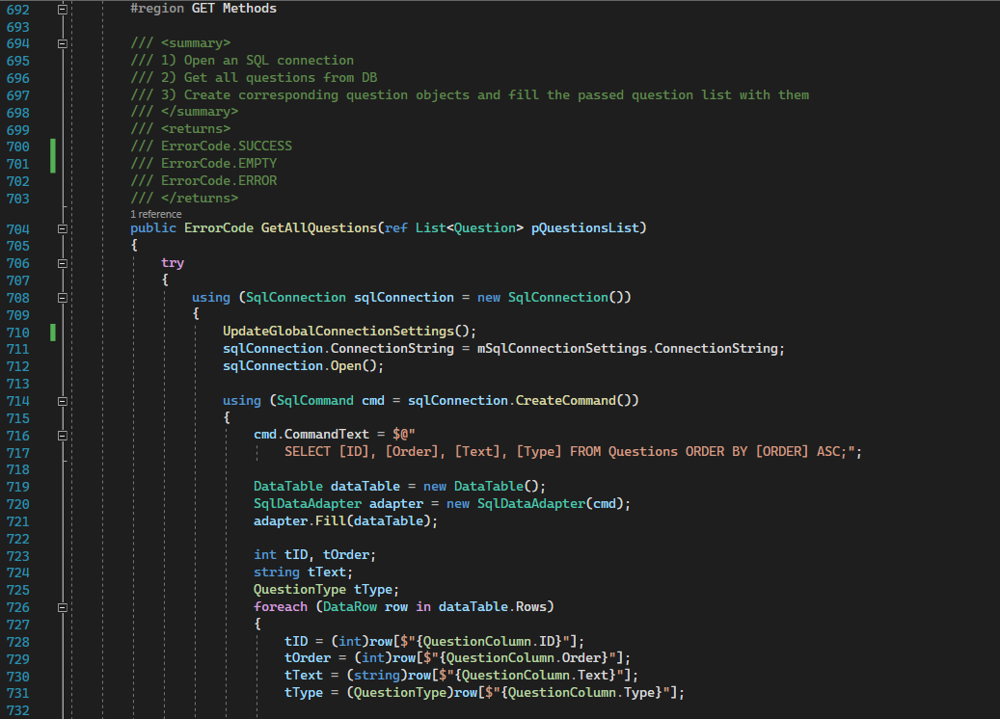 692 #region GET Methods
693
694 /// <summary>
695 /// 1) Open an SQL connection
696 /// 2) Get all questions from DB
697 /// 3) Create corresponding question objects and fill the passed question list with them
698 /// </summary>
699 /// <returns>
700 /// ErrorCode.SUCCESS
701 /// ErrorCode.EMPTY
702 /// ErrorCode.ERROR
703 /// </returns>
1 reference
704 public ErrorCode GetAllQuestions(ref List<Question> pQuestionsList)
705 {
706 try
707 {
708 using (SqlConnection sqlConnection = new SqlConnection())
709 {
710 UpdateGlobalConnectionSettings();
711 sqlConnection.ConnectionString = mSqlConnectionSettings.ConnectionString;
712 sqlConnection.Open();
713
714 using (SqlCommand cmd = sqlConnection.CreateCommand())
715 {
716 cmd.CommandText = $@"
717 SELECT [ID], [Order], [Text], [Type] FROM Questions ORDER BY [ORDER] ASC;";
718
719 DataTable dataTable = new DataTable();
720 SqlDataAdapter adapter = new SqlDataAdapter(cmd);
721 adapter.Fill(dataTable);
722
723 int tID, tOrder;
724 string tText;
725 QuestionType tType;
726 foreach (DataRow row in dataTable.Rows)
727 {
728 tID = (int)row[$"{QuestionColumn.ID}"];
729 tOrder = (int)row[$"{QuestionColumn.Order}"];
730 tText = (string)row[$"{QuestionColumn.Text}"];
731 tType = (QuestionType)row[$"{QuestionColumn.Type}"];
732